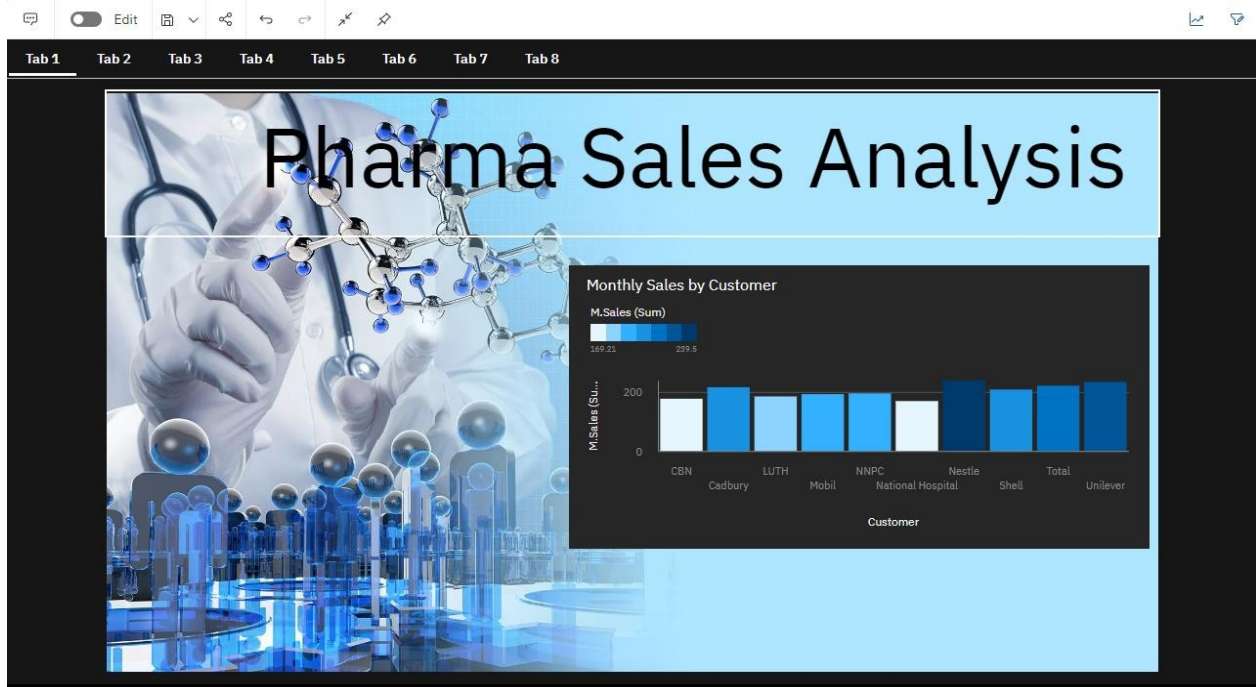 Edit
Tab 1 Tab 2 Tab 3 Tab 4 Tab 5 Tab 6 Tab 7 Tab 8
Pharma Sales Analysis
Monthly Sales by Customer
M.Sales (Sum)
169.21 239.5
M.Sales (Su...
200
0
CBN LUTH NNPC Nestle Total
Cadbury Mobil National Hospital Shell Unilever
Customer